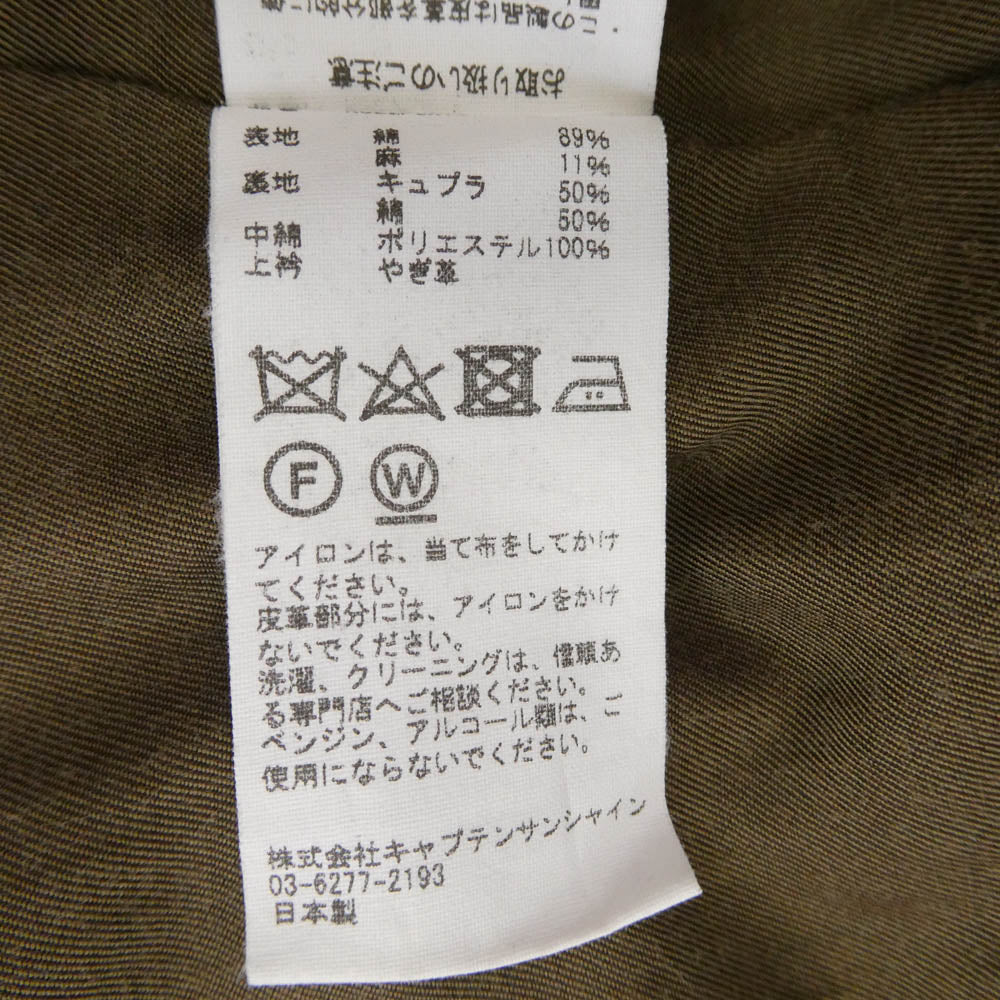 お取り扱いのご注意
表地 綿 89%
麻 11%
裏地 キュプラ 50%
綿 50%
中綿 ポリエステル100%
上衿 やぎ革
F W
アイロンは、当て布をしてかけ
てください。
皮革部分には、アイロンをかけ
ないでください。
洗濯、クリーニングは、信頼あ
る専門店へご相談ください。
ベンジン、アルコール類は、ご
使用にならないでください。
株式会社キャプテンサンシャイン
03-6277-2193
日本製